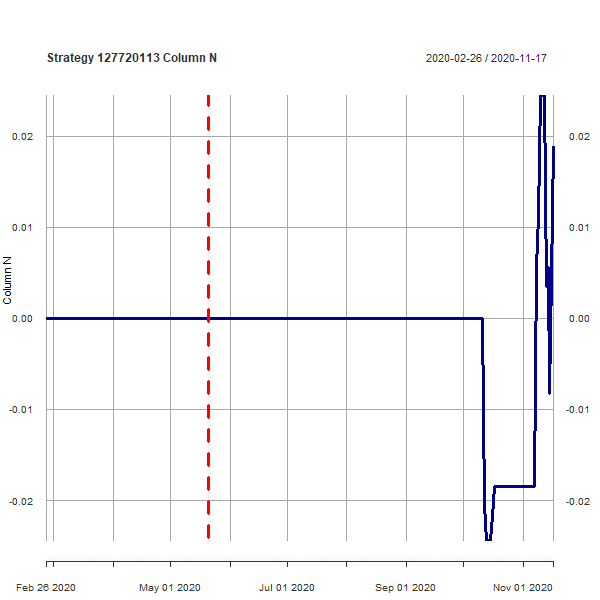 Strategy 127720113 Column N
2020-02-26 / 2020-11-17
0.02
0.02
0.01
0.01
Column N
0.00
0.00
-0.01
-0.01
-0.02
-0.02
Feb 26 2020
May 01 2020
Jul 01 2020
Sep 01 2020
Nov 01 2020